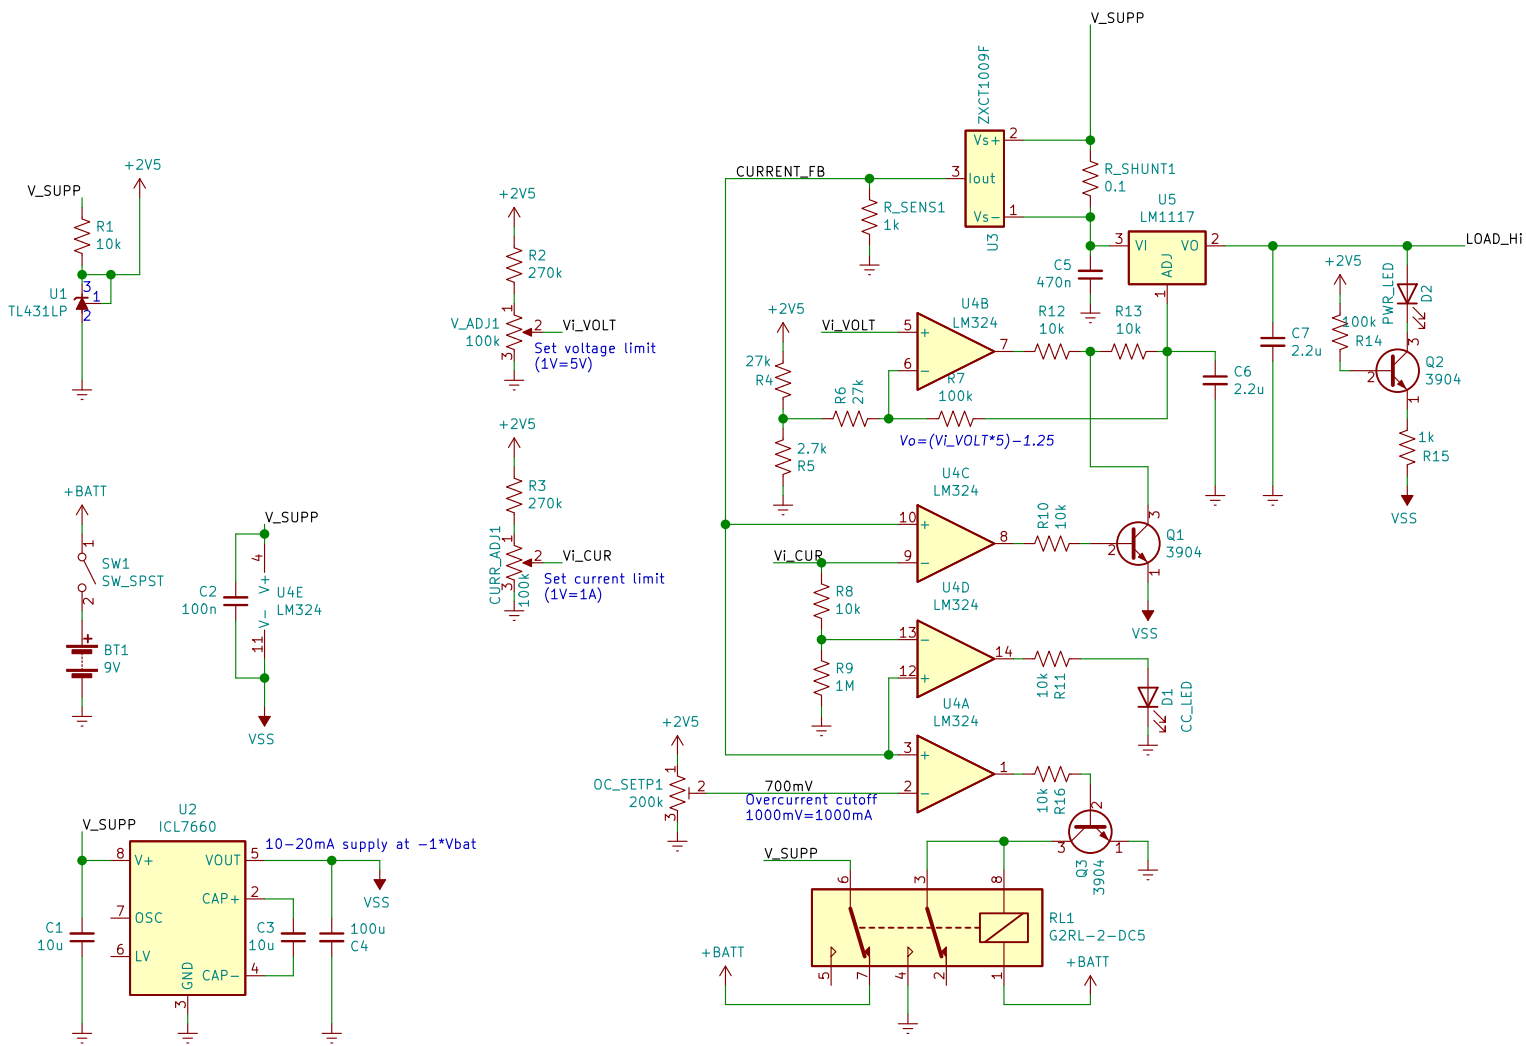 V_SUPP
+2V5
V_SUPP
R1
10k
3
1
2
U1
TL431LP
+2V5
R2
270k
1
V_ADJ1
100k
2
3
Vi_VOLT
Set voltage limit
(1V=5V)
+2V5
R3
270k
1
CURR_ADJ1
100k
2
3
Vi_CUR
Set current limit
(1V=1A)
ZXCT1009F
U3
Vs+
2
Iout
3
Vs-
1
CURRENT_FB
R_SENS1
1k
R_SHUNT1
0.1
U5
LM1117
3
VI
VO
2
ADJ
1
LOAD_Hi
C5
470n
+2V5
27k
R4
2.7k
R5
R6
27k
Vi_VOLT
U4B
LM324
5
+
6
-
7
R7
100k
Vo=(Vi_VOLT*5)-1.25
R12
10k
R13
10k
C6
2.2u
C7
2.2u
+2V5
100k
R14
PWR_LED
D2
3
2
1
Q2
3904
1k
R15
VSS
U4C
LM324
10
+
9
-
8
R10
10k
3
2
1
Q1
3904
VSS
Vi_CUR
R8
10k
R9
1M
U4D
LM324
13
-
12
+
14
10k
R11
D1
CC_LED
U4A
LM324
3
+
2
-
1
10k
R16
2
3
1
Q3
3904
+2V5
OC_SETP1
200k
1
2
3
700mV
Overcurrent cutoff
1000mV=1000mA
V_SUPP
6
3
8
RL1
G2RL-2-DC5
5
7
4
2
1
+BATT
+BATT
+BATT
1
SW1
SW_SPST
2
+
BT1
9V
V_SUPP
4
V+
C2
100n
U4E
LM324
V-
11
VSS
U2
ICL7660
V_SUPP
8
V+
VOUT
5
10-20mA supply at -1*Vbat
VSS
CAP+
2
7
OSC
6
LV
CAP-
4
GND
3
C1
10u
C3
10u
100u
C4